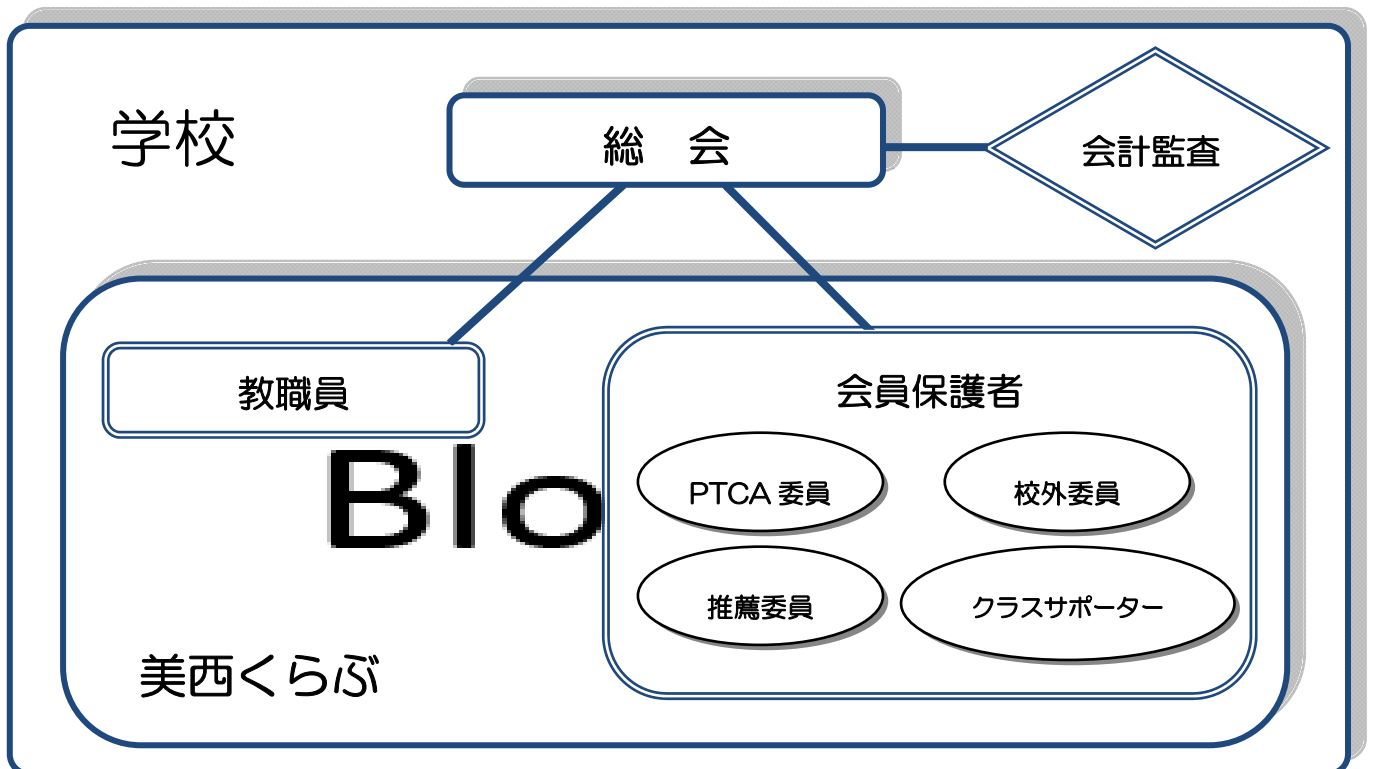 学校
総　会
会計監査
教職員
会員保護者
Blo
PTCA 委員
校外委員
推薦委員
クラスサポーター
美西くらぶ